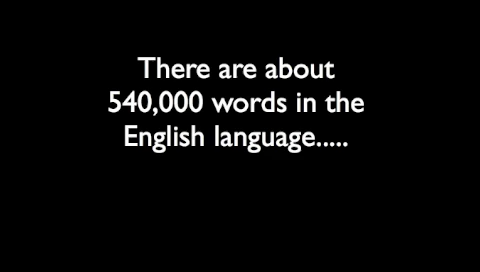 There are about
540,000 words in the
English language.....